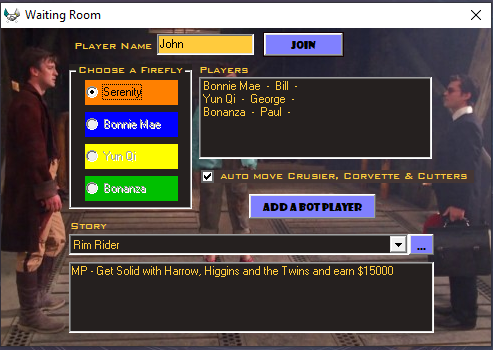 Waiting Room
Player Name John JOIN
Choose a Firefly
Serenity
Bonnie Mae
Yun Qi
Bonanza
Players
Bonnie Mae - Bill -
Yun Qi - George -
Bonanza - Paul -
auto move Crusier, Corvette & Cutters
ADD A BOT PLAYER
Story
Rim Rider ...
MP - Get Solid with Harrow, Higgins and the Twins and earn $15000